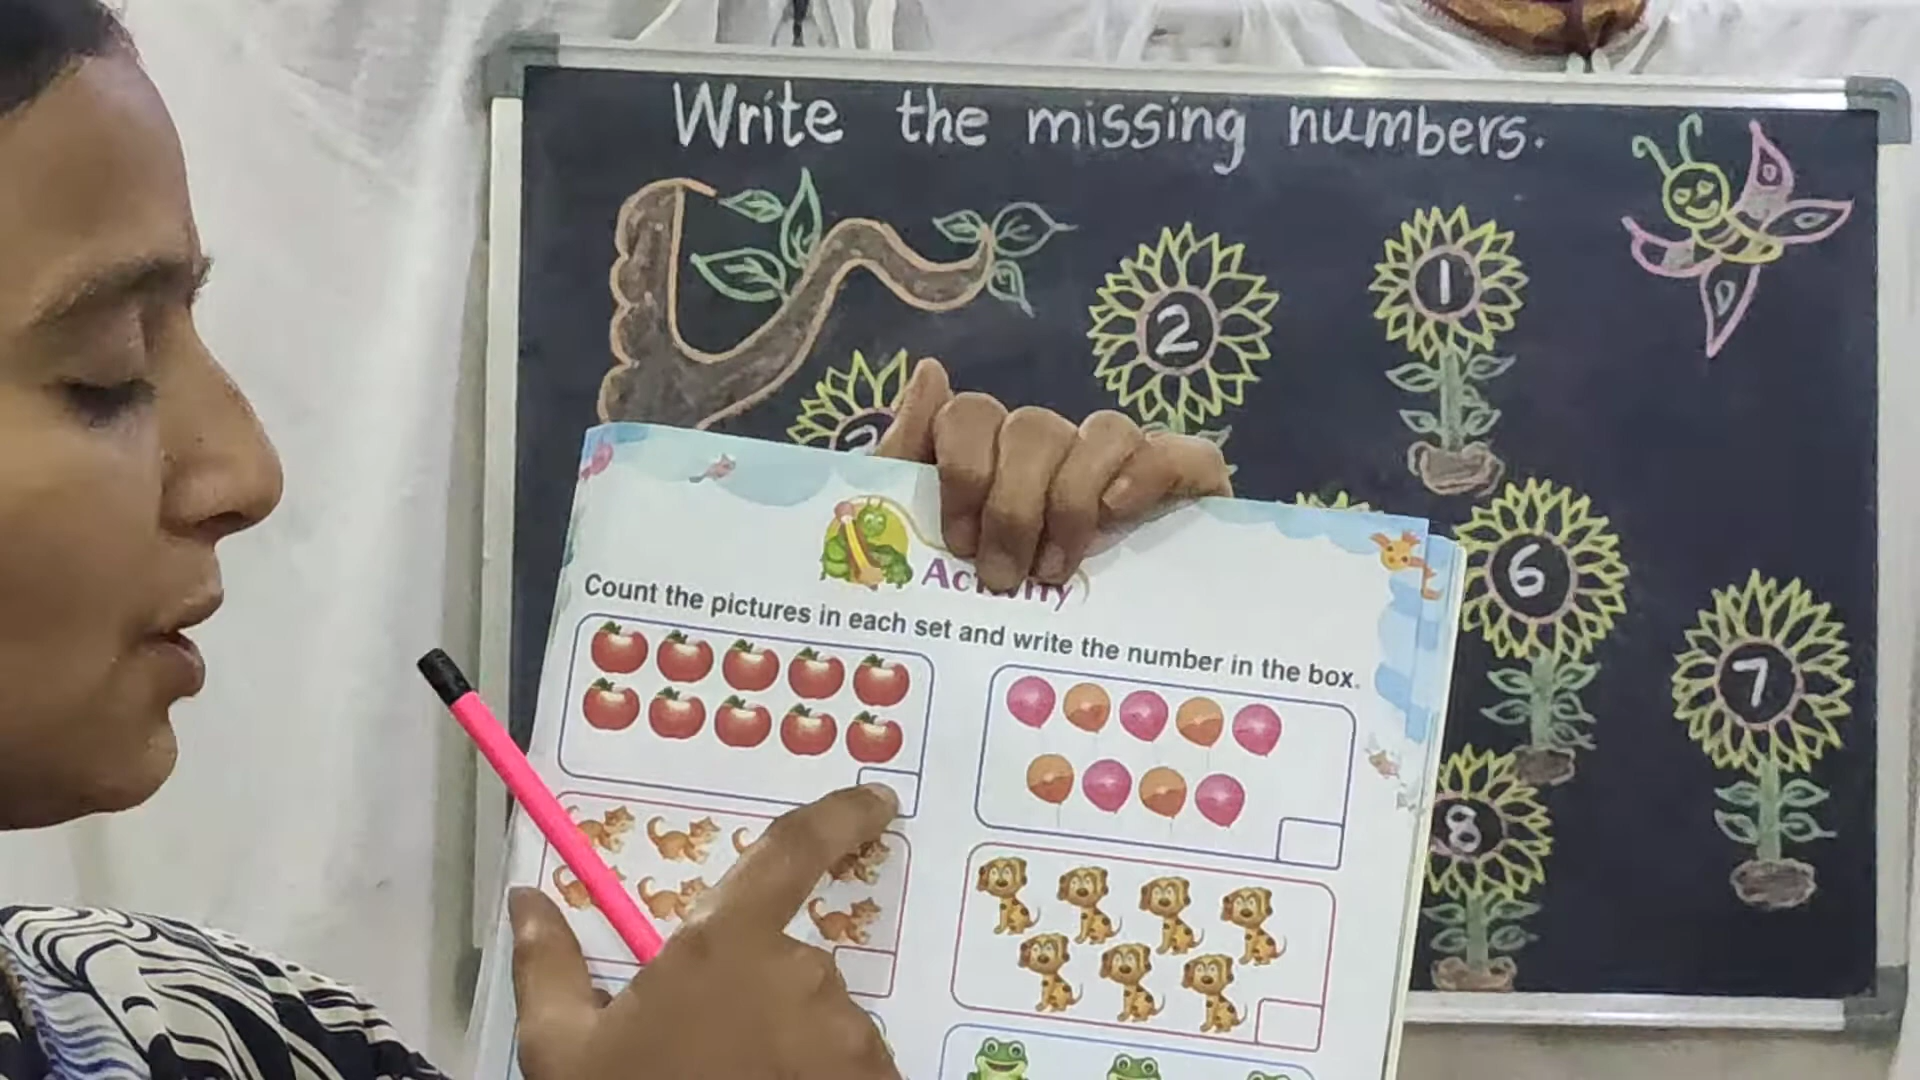 Write the missing numbers.
2
1
6
7
8
Count the pictures in each set and write the number in the box.